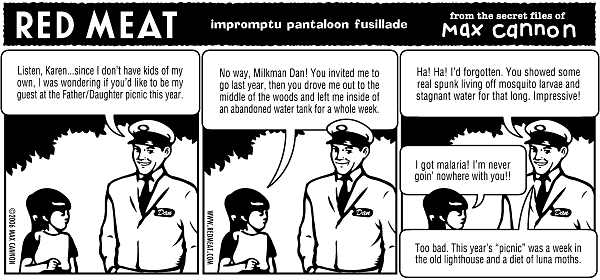 RED MEAT
impromptu pantaloon fusillade
from the secret files of
Max cannon
Listen, Karen...since I don't have kids of my
own, I was wondering if you'd like to be my
guest at the Father/Daughter picnic this year.
Dan
©2006 MAX CANNON
No way, Milkman Dan! You invited me to
go last year, then you drove me out to the
middle of the woods and left me inside of
an abandoned water tank for a whole week.
Dan
WWW.REDMEAT.COM
Ha! Ha! I'd forgotten. You showed some
real spunk living off mosquito larvae and
stagnant water for that long. Impressive!
I got malaria! I'm never
goin' nowhere with you!!
Dan
Too bad. This year's "picnic" was a week in
the old lighthouse and a diet of luna moths.